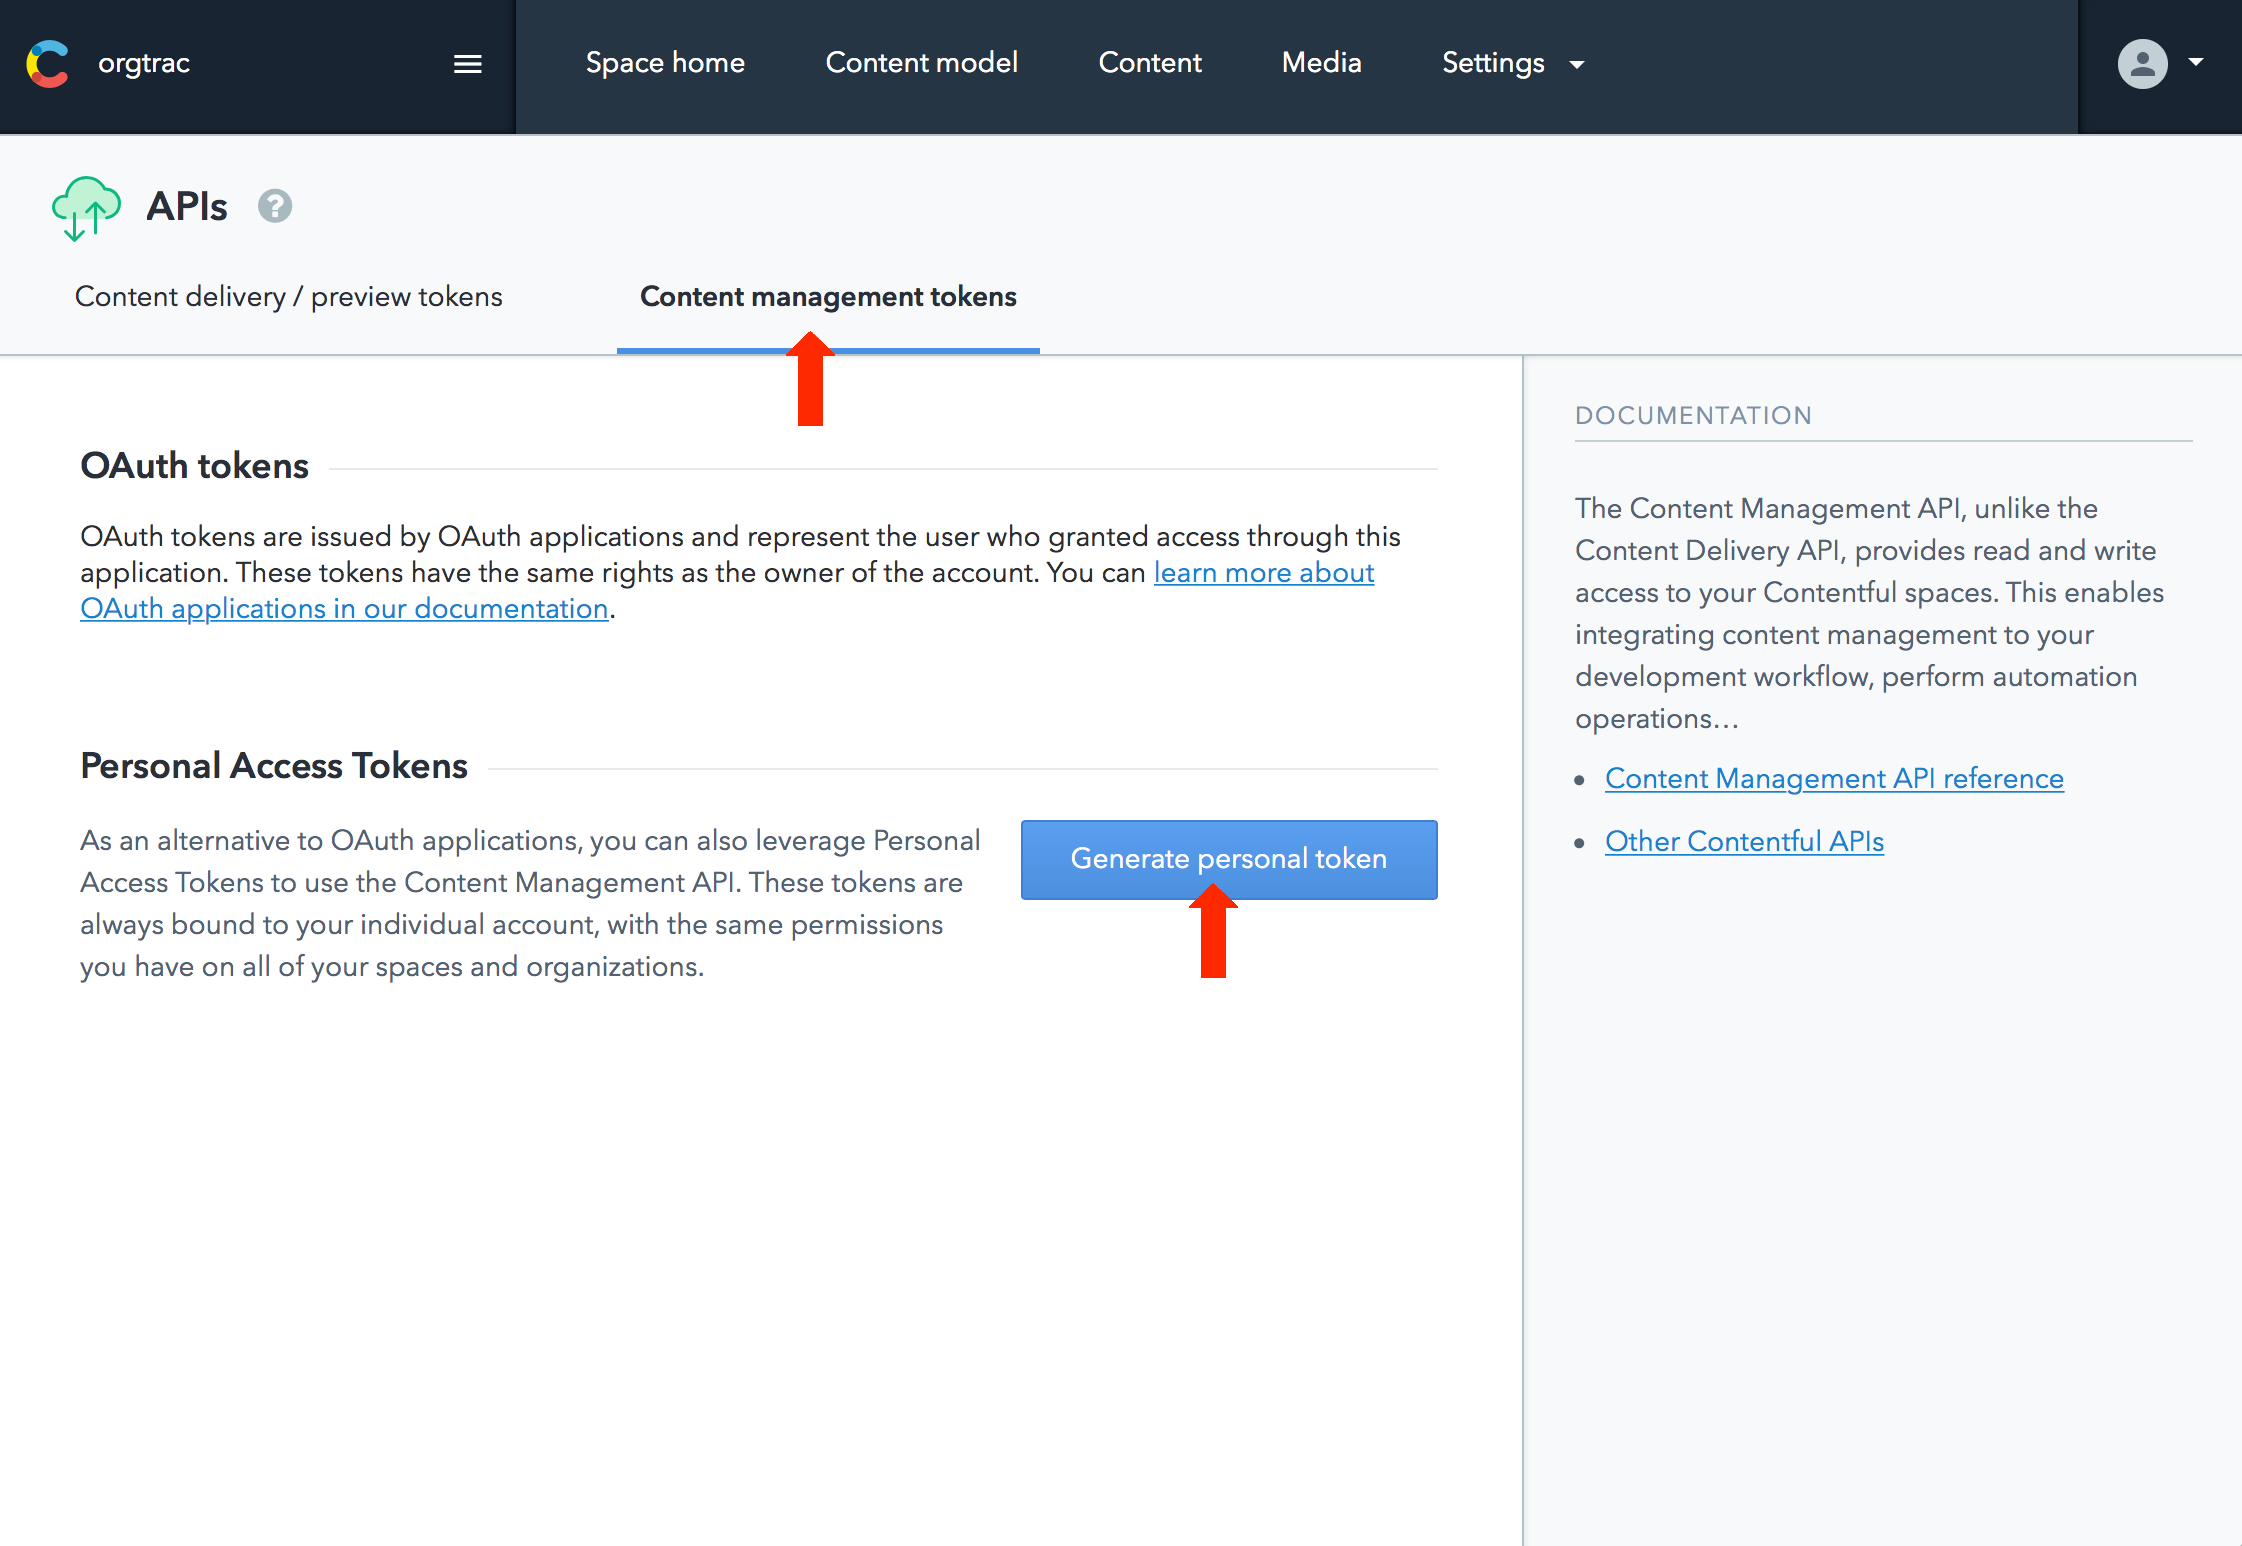 orgtrac
Space home
Content model
Content
Media
Settings
APIs
?
Content delivery / preview tokens
Content management tokens
OAuth tokens
OAuth tokens are issued by OAuth applications and represent the user who granted access through this
application. These tokens have the same rights as the owner of the account. You can learn more about
OAuth applications in our documentation.
Personal Access Tokens
As an alternative to OAuth applications, you can also leverage Personal
Access Tokens to use the Content Management API. These tokens are
always bound to your individual account, with the same permissions
you have on all of your spaces and organizations.
Generate personal token
DOCUMENTATION
The Content Management API, unlike the
Content Delivery API, provides read and write
access to your Contentful spaces. This enables
integrating content management to your
development workflow, perform automation
operations…
Content Management API reference
Other Contentful APIs